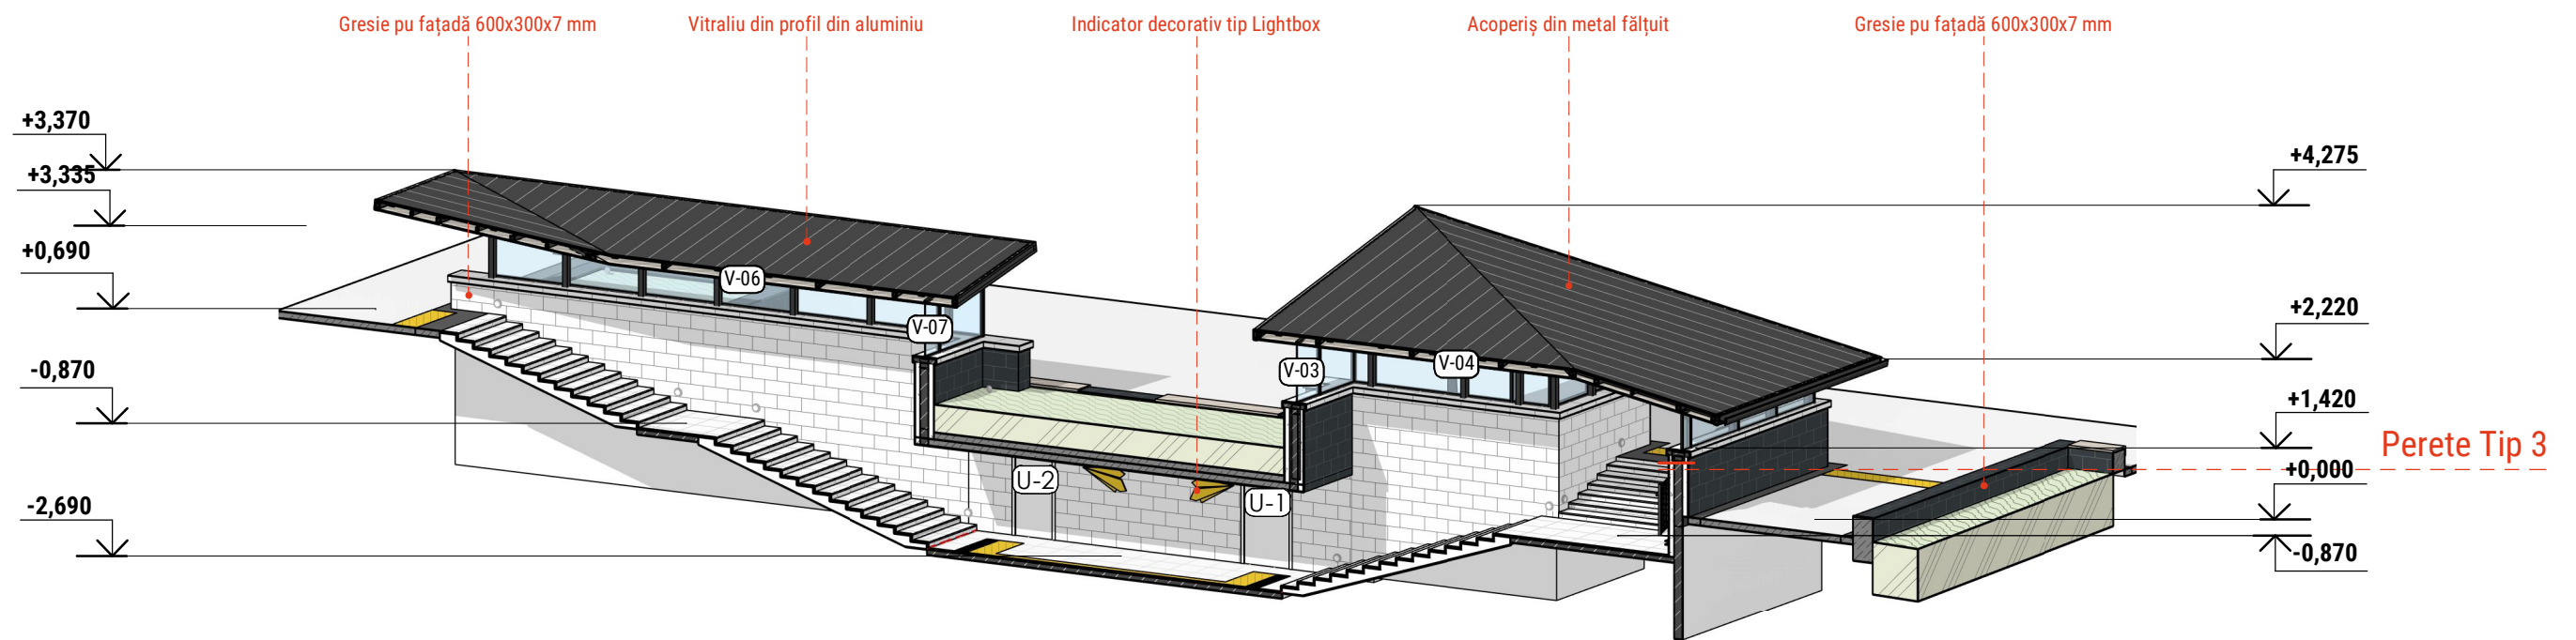 Gresie pu fațadă 600x300x7 mm
Vitraliu din profil din aluminiu
Indicator decorativ tip Lightbox
Acoperiș din metal fălțuit
Gresie pu fațadă 600x300x7 mm
+3,370
+3,335
+0,690
-0,870
-2,690
V-06
V-07
U-2
U-1
V-03
V-04
+4,275
+2,220
+1,420
Perete Tip 3
+0,000
-0,870